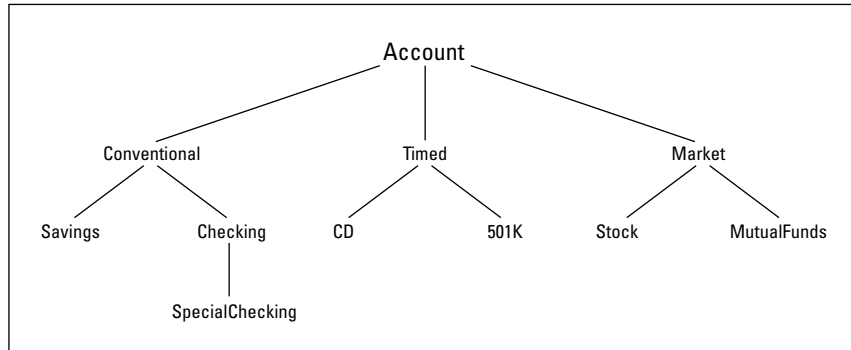 Account
Conventional Timed Market
Savings Checking CD 501K Stock MutualFunds
SpecialChecking